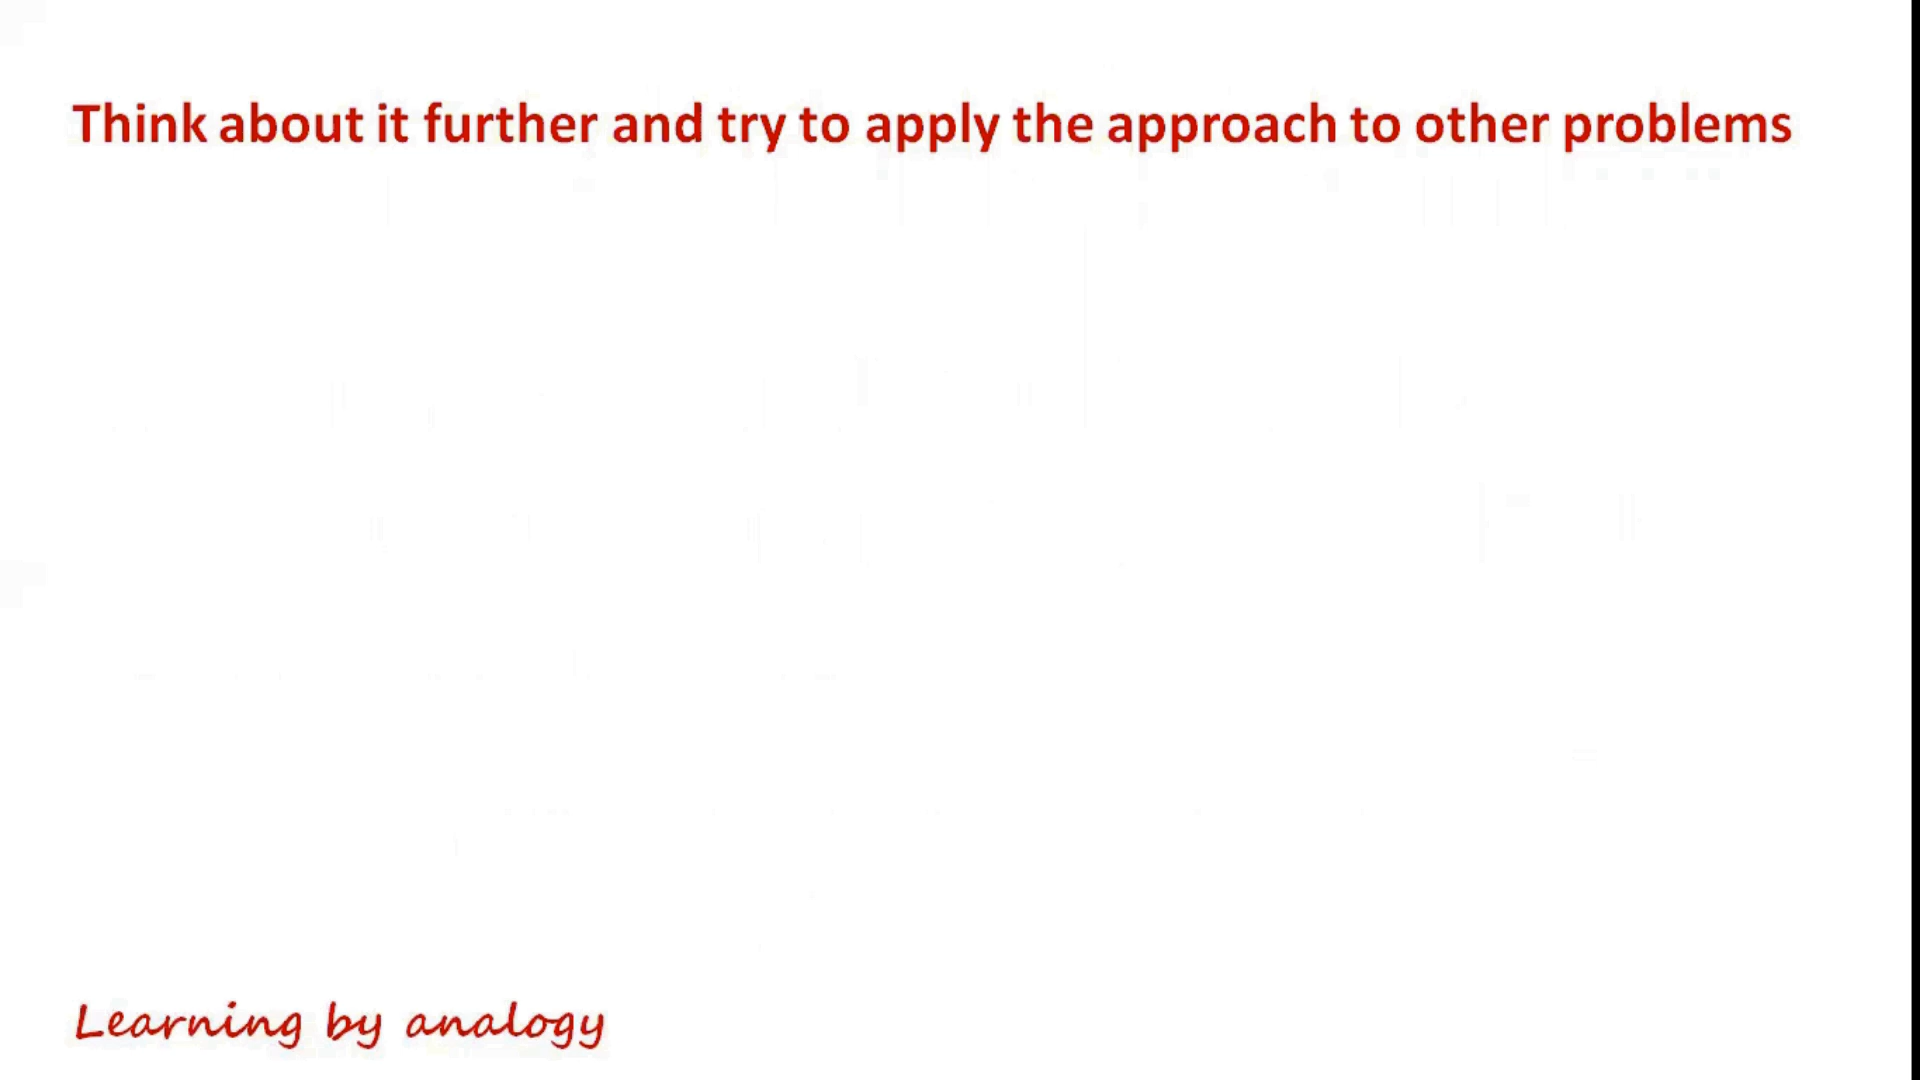 Think about it further and try to apply the approach to other problems
Learning by analogy